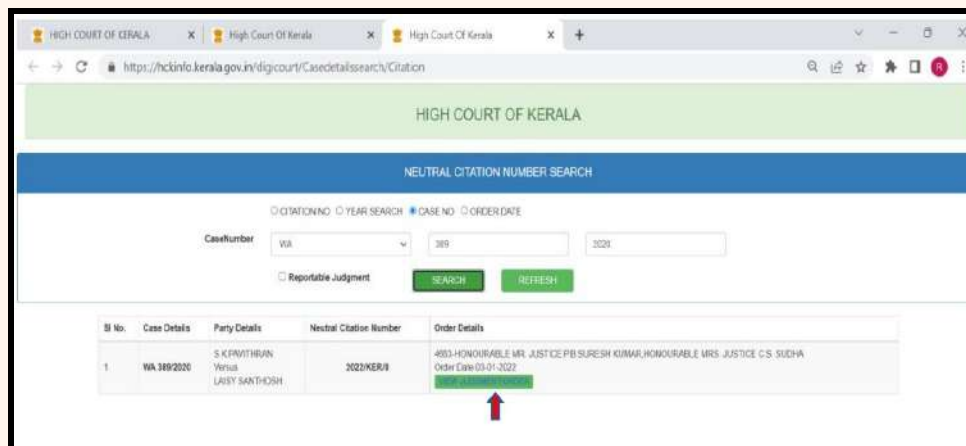 HIGH COURT OF KERALA
High Court Of Kerala
High Court Of Kerala
https://hckinfo.kerala.gov.in/digicourt/Casedetailssearch/Citation
R
HIGH COURT OF KERALA
NEUTRAL CITATION NUMBER SEARCH
CITATION NO YEAR SEARCH CASE NO ORDER DATE
CaseNumber WA 389 2020
Reportable Judgment SEARCH REFRESH
Sl No. Case Details Party Details Neutral Citation Number Order Details
1 WA 389/2020 S.K.PAVITHRAN Versus LAISY SANTHOSH 2022/KER/8 HONOURABLE MR. JUSTICE P.B.SURESH KUMAR,HONOURABLE MRS. JUSTICE C.S. SUDHA
Order Date 03-01-2022
VIEW JUDGMENT/ORDER